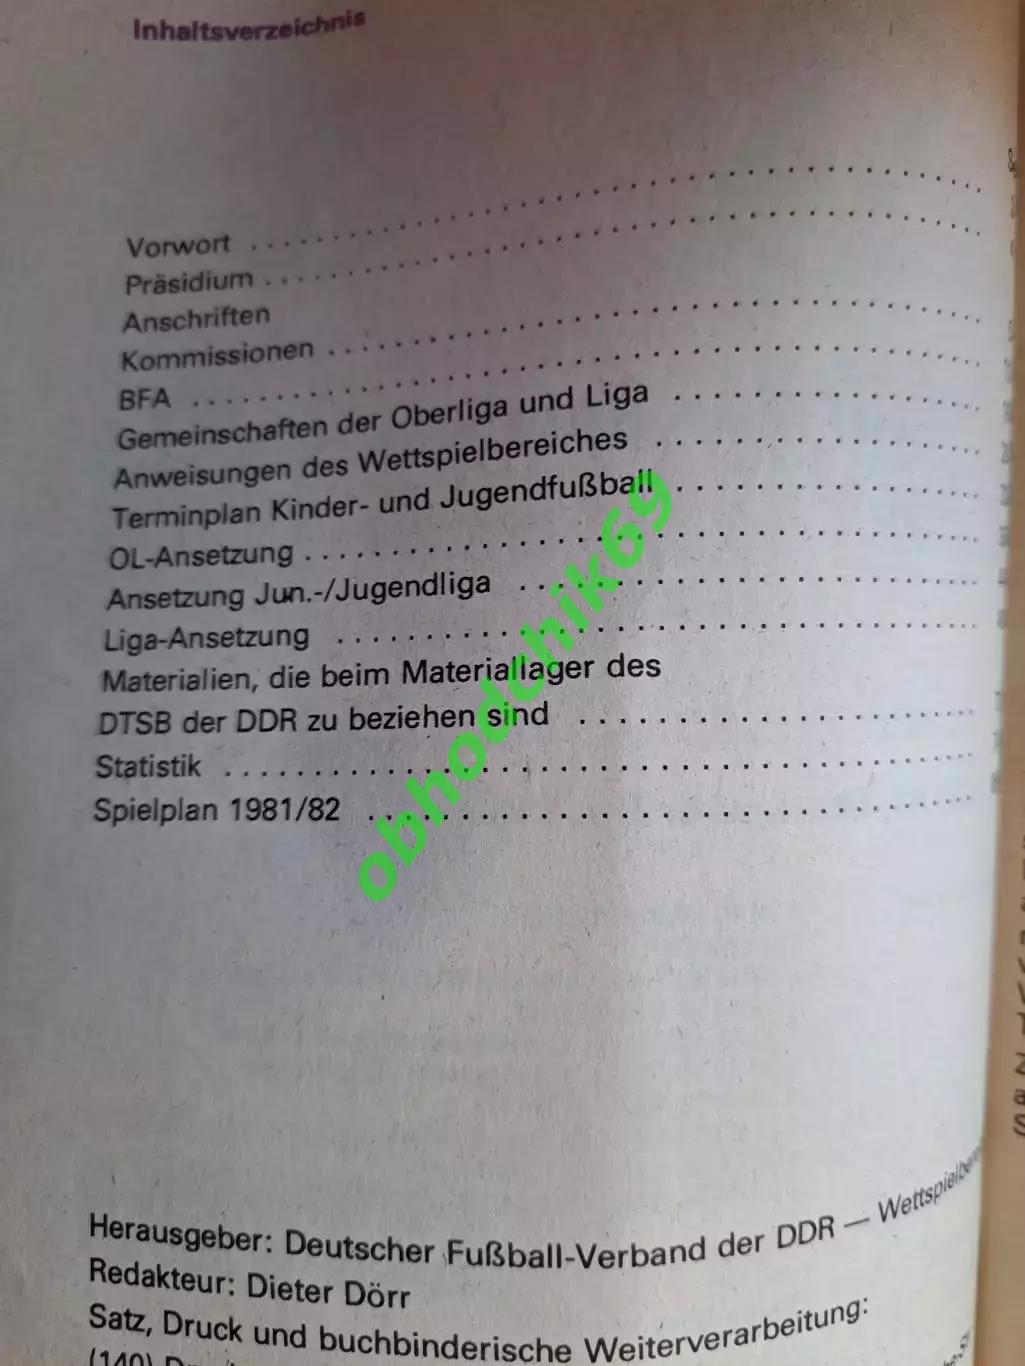 Inhaltsverzeichnis
Vorwort
Präsidium
Anschriften
Kommissionen
BFA
Gemeinschaften der Oberliga und Liga
Anweisungen des Wettspielbereiches
Terminplan Kinder- und Jugendfußball
OL-Ansetzung
Ansetzung Jun.-/Jugendliga
Liga-Ansetzung
Materialien, die beim Materiallager des
DTSB der DDR zu beziehen sind
Statistik
Spielplan 1981/82
obhodchik69
Herausgeber: Deutscher Fußball-Verband der DDR —
Redakteur: Dieter Dörr
Satz, Druck und buchbinderische Weiterverarbeitung:
(140)